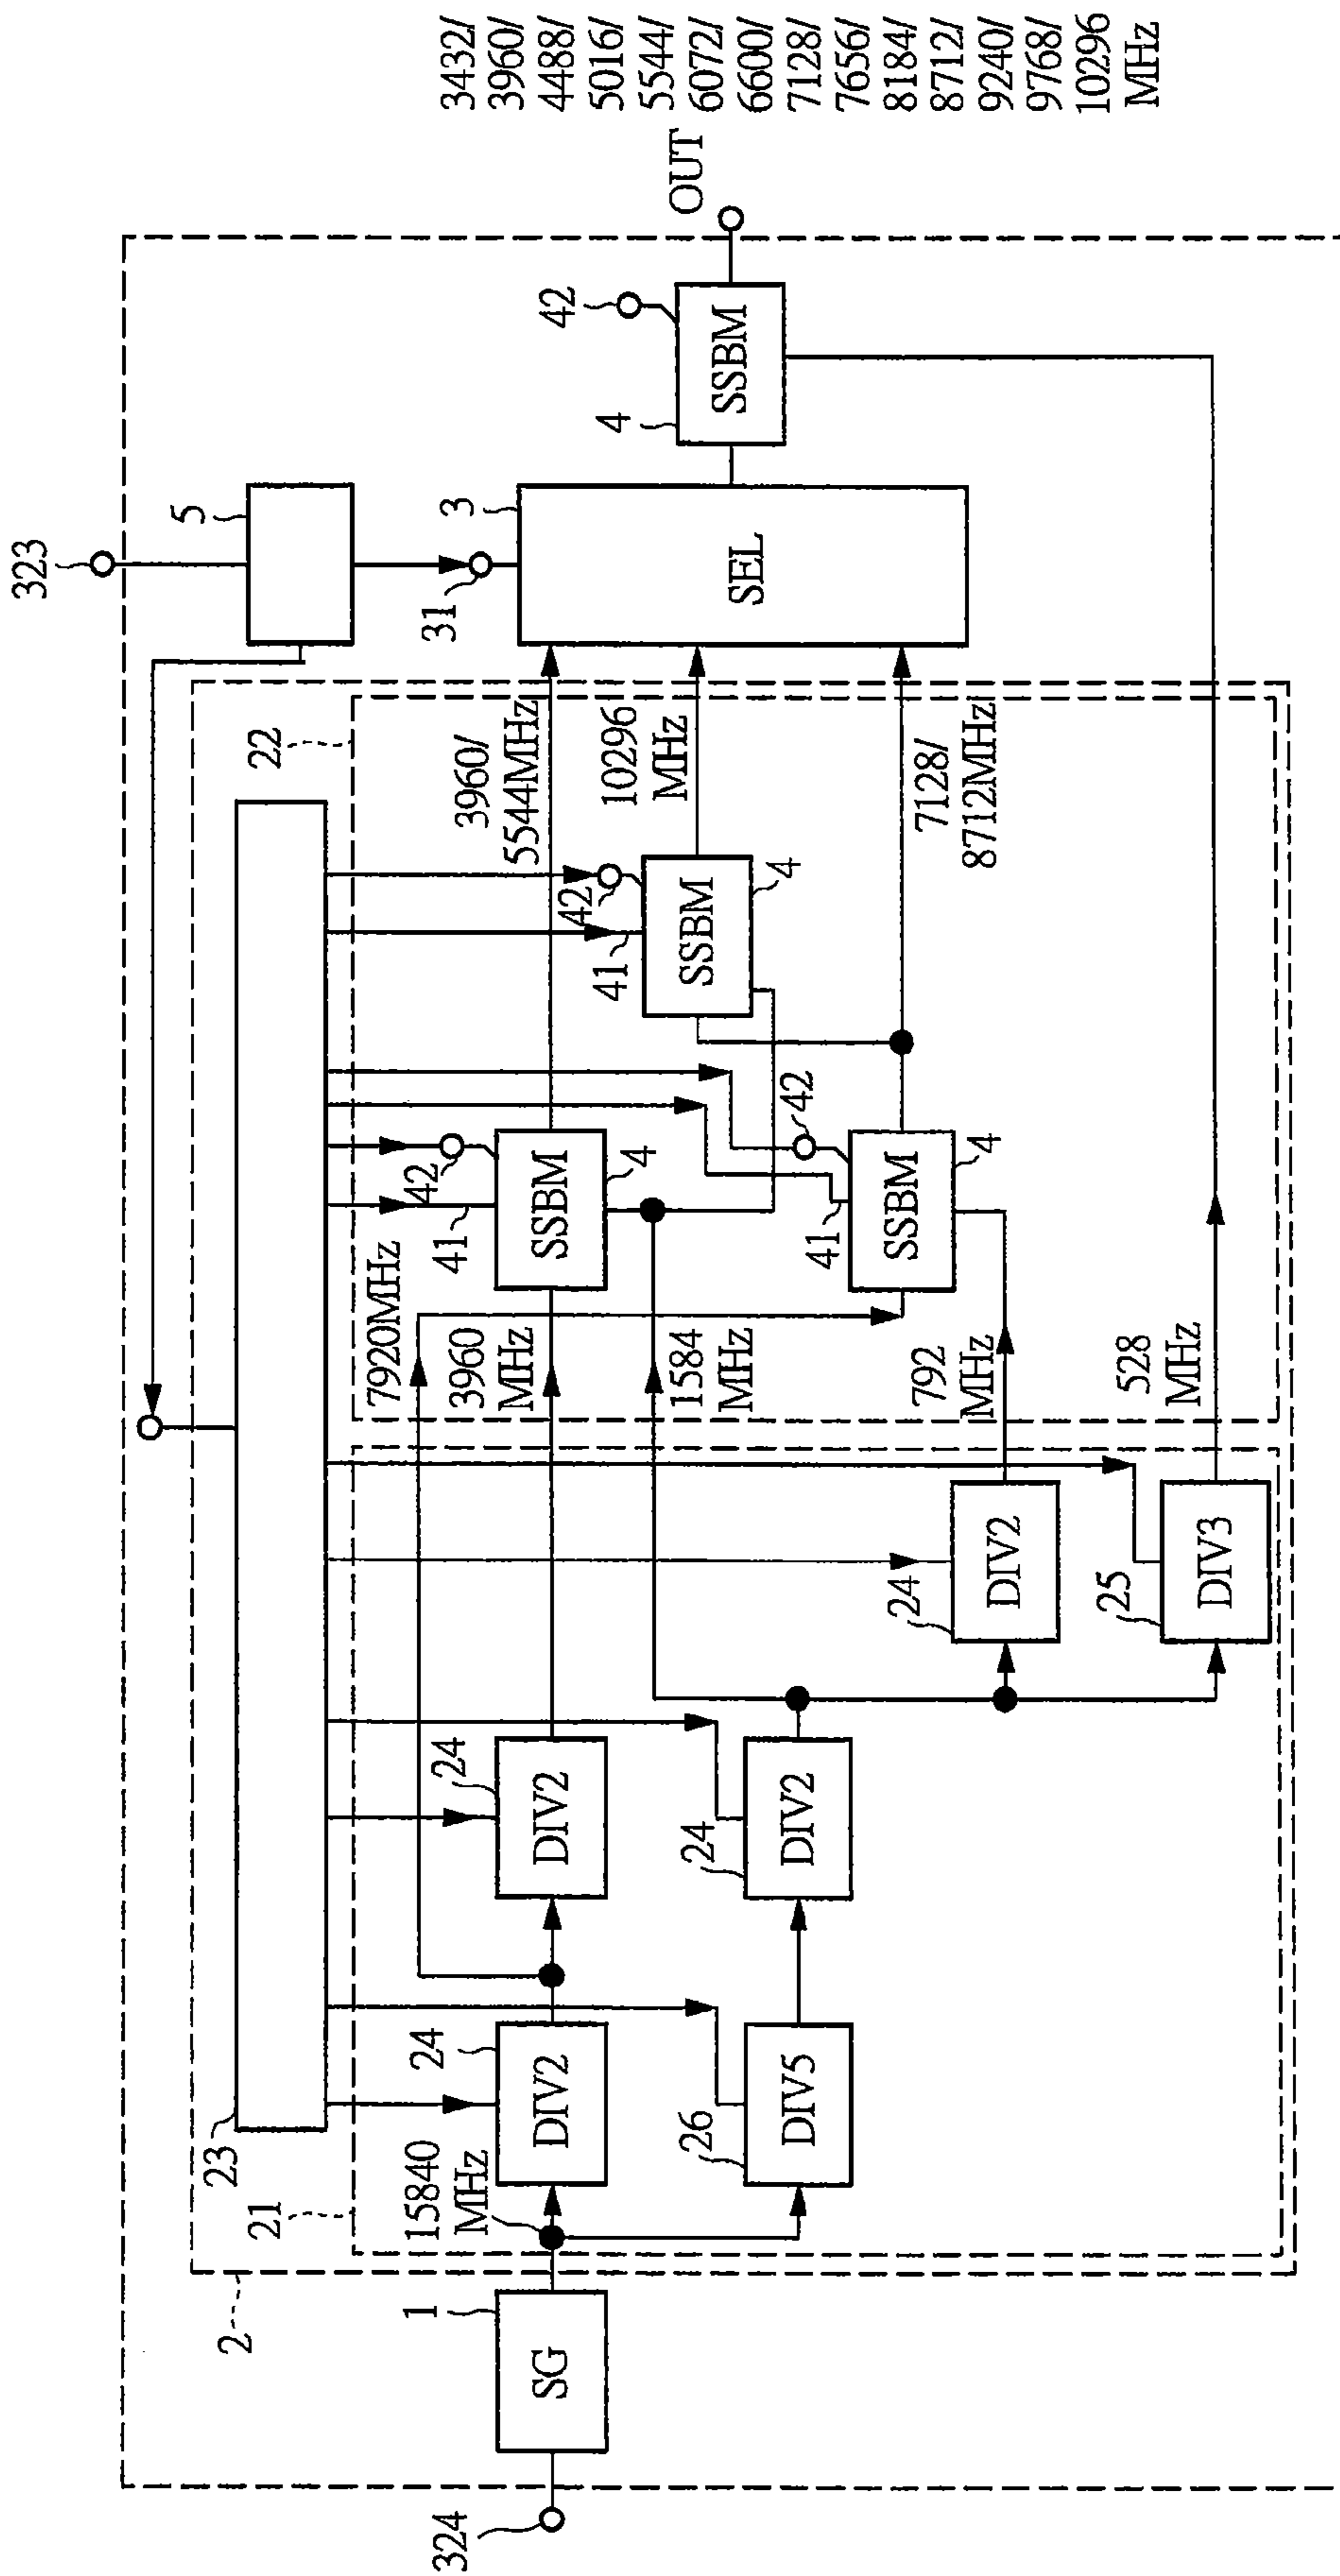 323
5
42
OUT
3432/
3960/
4488/
5016/
5544/
6072/
6600/
7128/
7656/
8184/
8712/
9240/
9768/
10296
MHz
4
SSBM
31
3
SEL
22
3960/
5544MHz
10296
MHz
7128/
8712MHz
42
41
SSBM
4
42
41
SSBM
4
42
41
SSBM
4
7920MHz
3960
MHz
1584
MHz
792
MHz
528
MHz
23
21
2
24
DIV2
24
DIV2
24
DIV2
24
DIV2
25
DIV3
26
DIV5
15840
MHz
1
SG
324